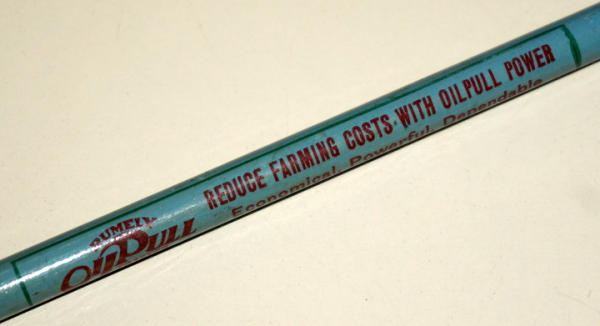 RUMELY
OILPULL
REDUCE FARMING COSTS-WITH OILPULL POWER
Economical, Powerful, Dependable